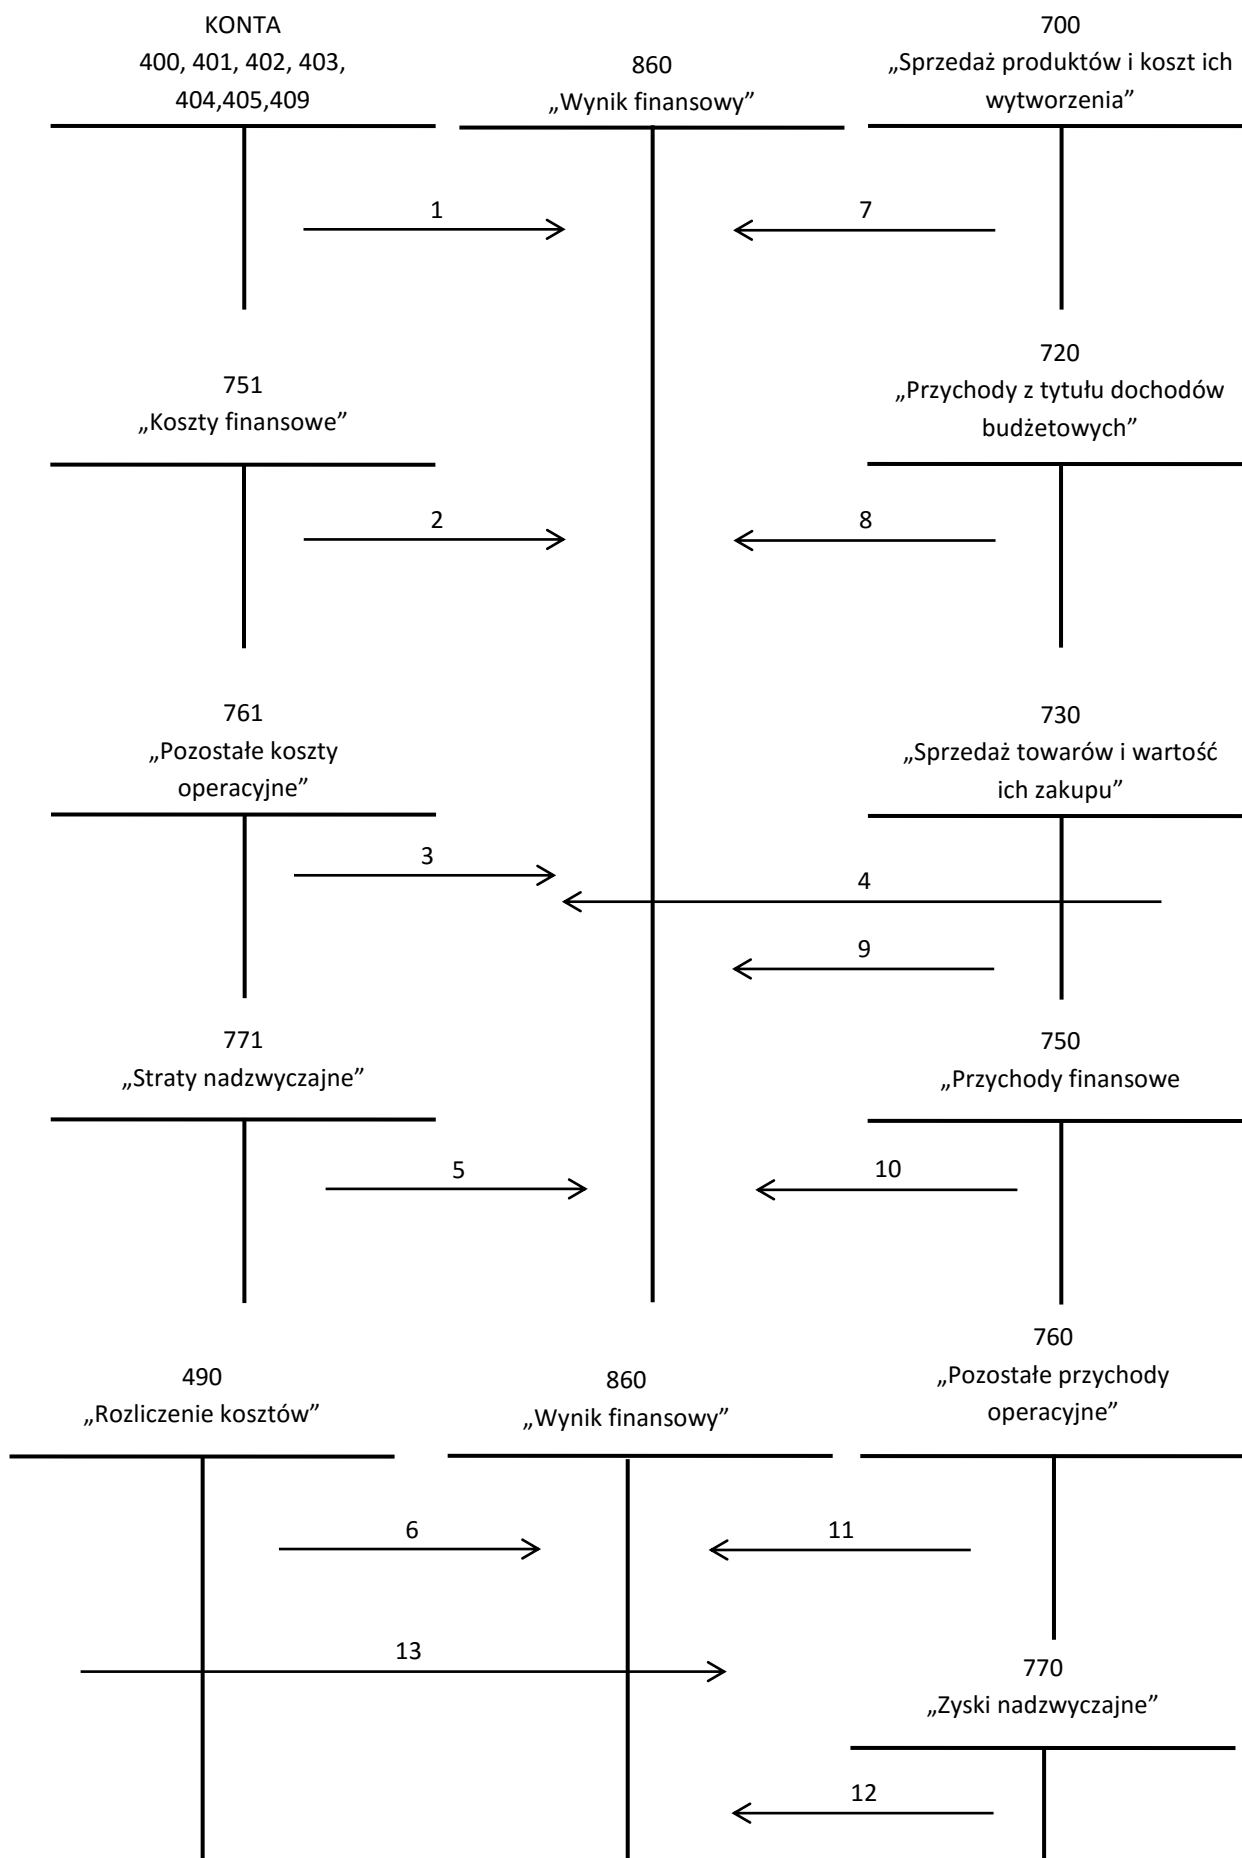 KONTA
400, 401, 402, 403,
404,405,409
860
„Wynik finansowy”
700
„Sprzedaż produktów i koszt ich
wytworzenia”
1
7
751
„Koszty finansowe”
720
„Przychody z tytułu dochodów
budżetowych”
2
8
761
„Pozostałe koszty
operacyjne”
730
„Sprzedaż towarów i wartość
ich zakupu”
3
4
9
771
„Straty nadzwyczajne”
750
„Przychody finansowe
5
10
490
„Rozliczenie kosztów”
860
„Wynik finansowy”
760
„Pozostałe przychody
operacyjne”
6
11
13
770
„Zyski nadzwyczajne”
12